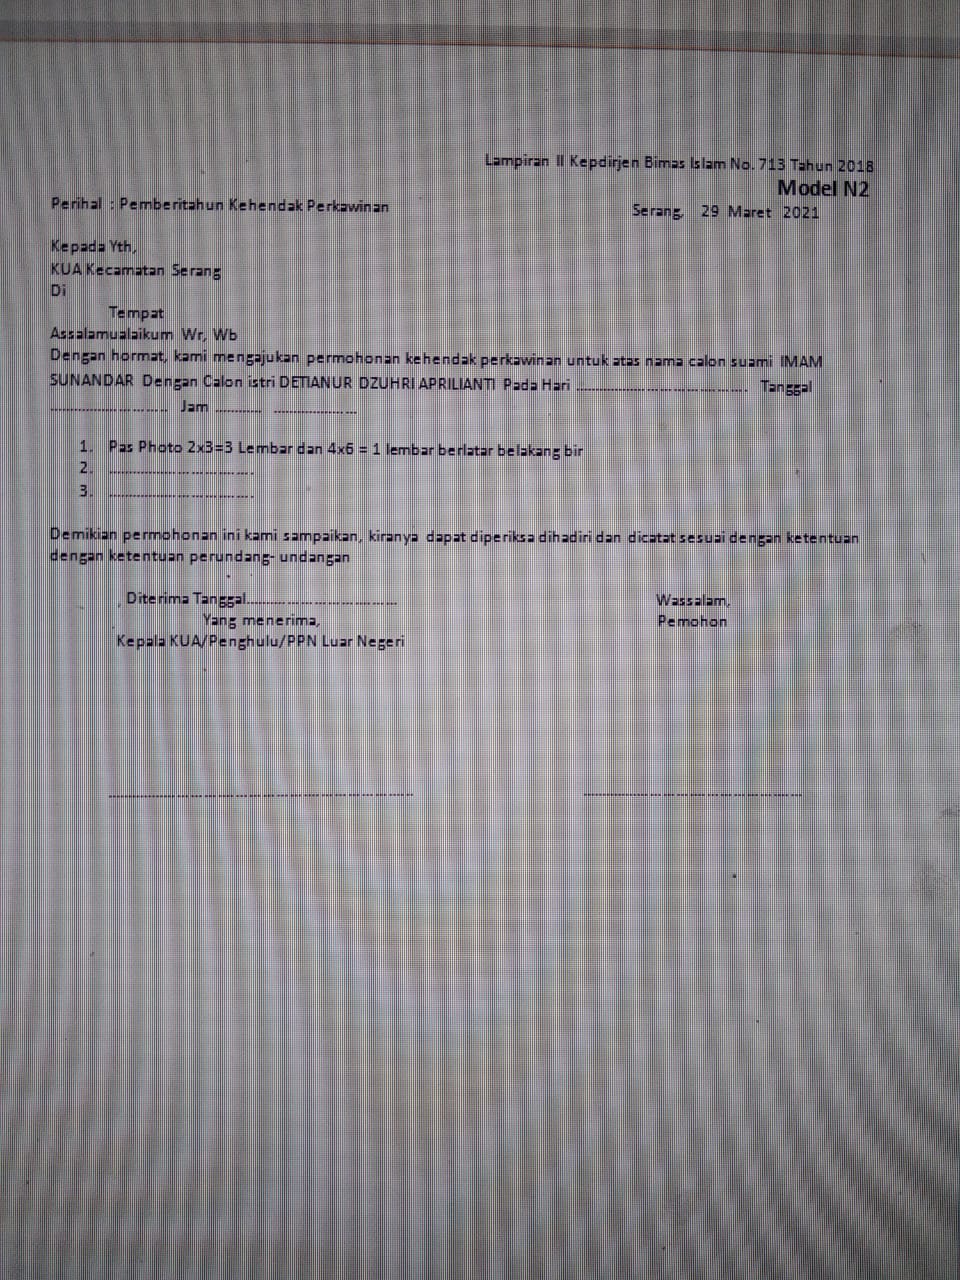 Lampiran II Kepdirjen Bimas Islam No. 713 Tahun 2018
Model N2
Perihal : Pemberitahun Kehendak Perkawinan
Serang, 29 Maret 2021
Kepada Yth,
KUA Kecamatan Serang
Di
Tempat
Assalamualaikum Wr, Wb
Dengan hormat, kami mengajukan permohonan kehendak perkawinan untuk atas nama calon suami IMAM
SUNANDAR Dengan Calon istri DETIANUR DZUHRI APRILIANTI Pada Hari .......................................... Tanggal
............................. Jam ............ .....................
1. Pas Photo 2x3=3 Lembar dan 4x6 = 1 lembar berlatar belakang bir
2. ....................................
3. ....................................
Demikian permohonan ini kami sampaikan, kiranya dapat diperiksa dihadiri dan dicatat sesuai dengan ketentuan
dengan ketentuan perundang- undangan
Diterima Tanggal......................................
Wassalam,
Yang menerima,
Pemohon
Kepala KUA/Penghulu/PPN Luar Negeri
............................................................................
......................................................